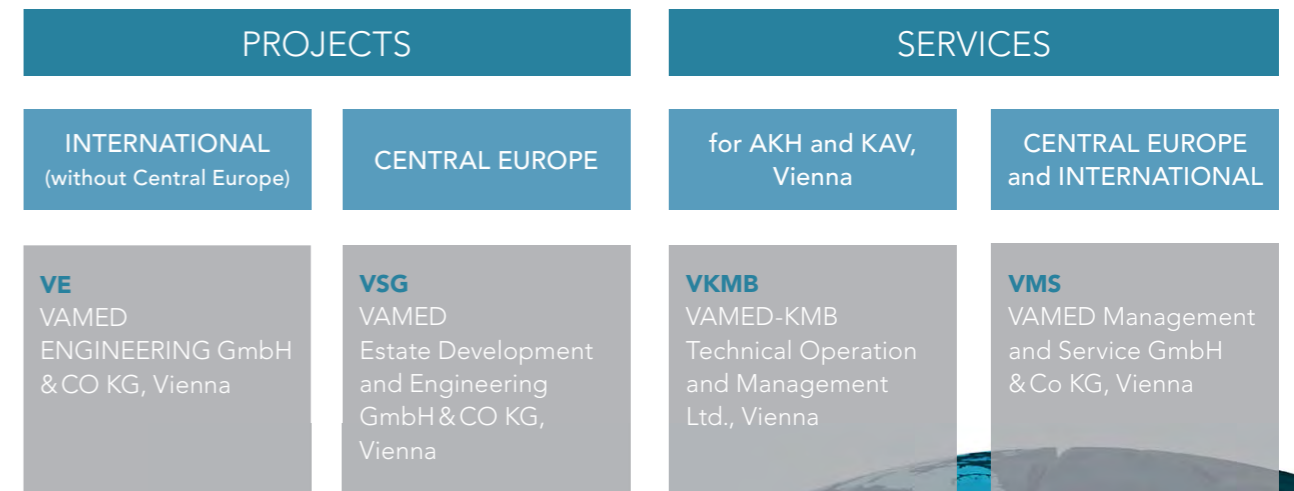 PROJECTS
SERVICES
INTERNATIONAL
(without Central Europe)
CENTRAL EUROPE
for AKH and KAV,
Vienna
CENTRAL EUROPE
and INTERNATIONAL
VE
VAMED
ENGINEERING GmbH
& CO KG, Vienna
VSG
VAMED
Estate Development
and Engineering
GmbH & CO KG,
Vienna
VKMB
VAMED-KMB
Technical Operation
and Management
Ltd., Vienna
VMS
VAMED Management
and Service GmbH
& Co KG, Vienna